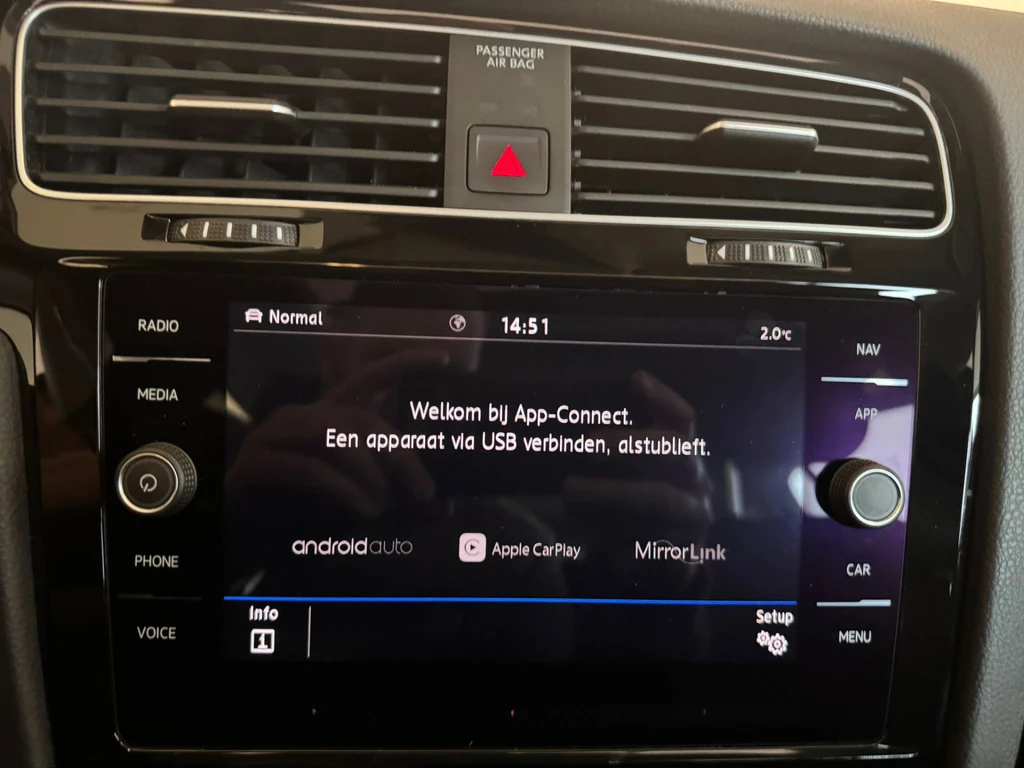 PASSENGER
AIR BAG
RADIO
MEDIA
PHONE
VOICE
Normal
14:51
2.0°C
Welkom bij App-Connect.
Een apparaat via USB verbinden, alstublieft.
androidauto
Apple CarPlay
MirrorLink
Info
1
Setup
NAV
APP
CAR
MENU